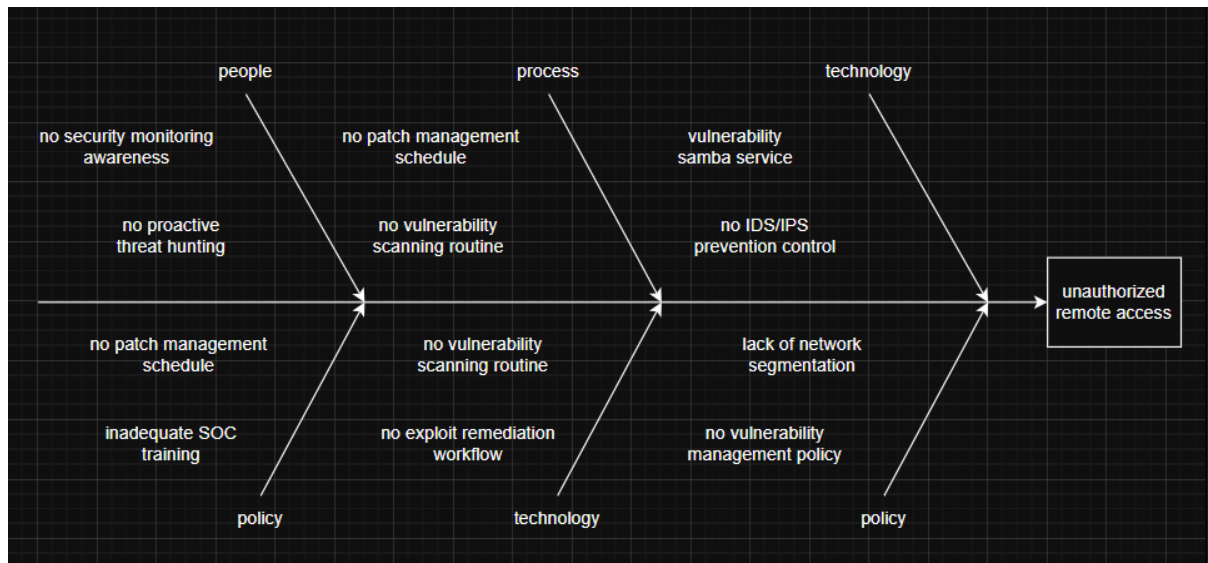 people
process
technology
no security monitoring
awareness
no patch management
schedule
vulnerability
samba service
no proactive
threat hunting
no vulnerability
scanning routine
no IDS/IPS
prevention control
unauthorized
remote access
no patch management
schedule
no vulnerability
scanning routine
lack of network
segmentation
inadequate SOC
training
no exploit remediation
workflow
no vulnerability
management policy
policy
technology
policy